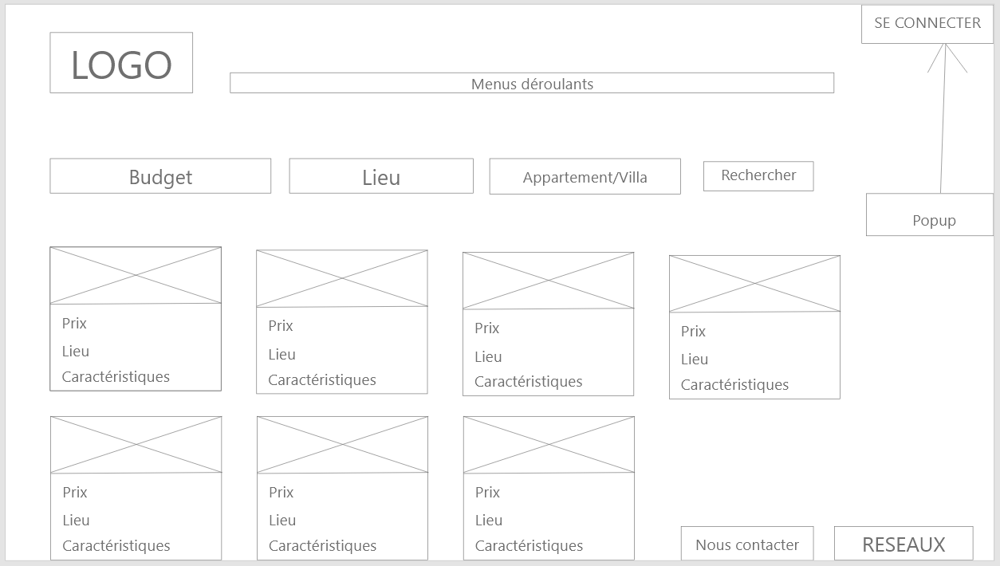 SE CONNECTER
LOGO
Menus déroulants
Budget
Lieu
Appartement/Villa
Rechercher
Popup
Prix
Lieu
Caractéristiques
Prix
Lieu
Caractéristiques
Prix
Lieu
Caractéristiques
Prix
Lieu
Caractéristiques
Prix
Lieu
Caractéristiques
Prix
Lieu
Caractéristiques
Prix
Lieu
Caractéristiques
Nous contacter
RESEAUX